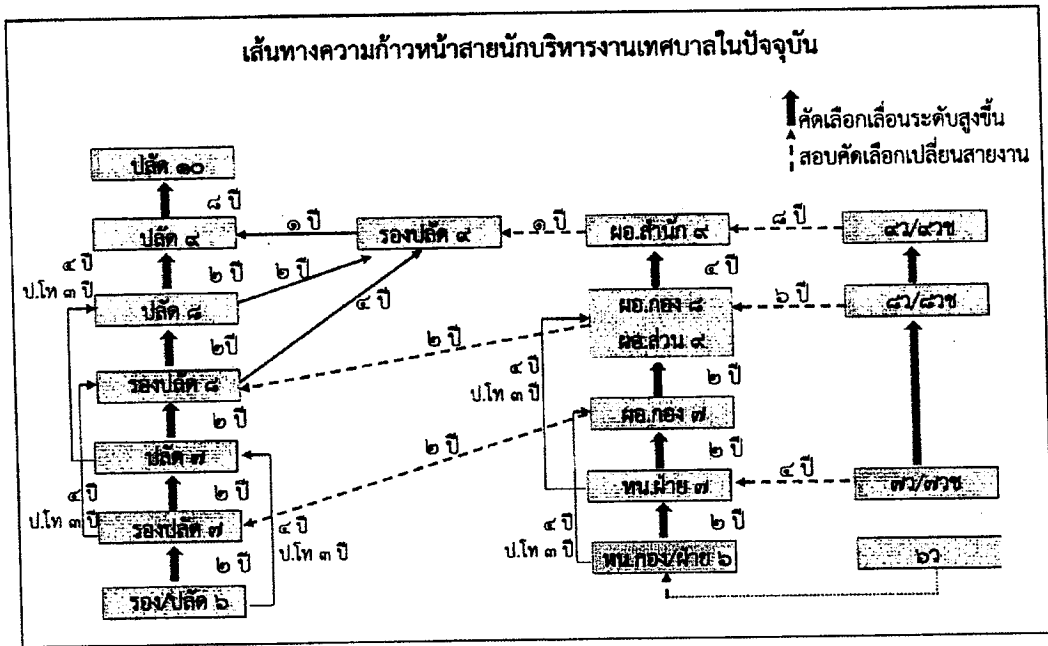 เส้นทางความก้าวหน้าสายนักบริหารงานเทศบาลในปัจจุบัน
คัดเลือกเลื่อนระดับสูงขึ้น
สอบคัดเลือกเปลี่ยนสายงาน
ปลัด ๑๐
๘ ปี
ปลัด ๙
๑ ปี
รองปลัด ๙
๑ ปี
ผอ.สำนัก ๙
๘ ปี
๙ว/๙วช
๔ ปี
ป.โท ๓ ปี
๒ ปี
๒ ปี
๔ ปี
๔ ปี
ปลัด ๘
ผอ.กอง ๘
ผอ.ส่วน ๙
๖ ปี
๘ว/๘วช
๒ปี
๒ ปี
๔ ปี
ป.โท ๓ ปี
๒ ปี
รองปลัด ๘
ผอ.กอง ๗
๒ ปี
๒ ปี
๒ ปี
ปลัด ๗
หน.ฝ่าย ๗
๔ ปี
๗ว/๗วช
๔ ปี
ป.โท ๓ ปี
๒ ปี
๔ ปี
ป.โท ๓ ปี
๒ ปี
รองปลัด ๗
๔ ปี
ป.โท ๓ ปี
หน.กอง/ฝ่าย ๖
๖ว
๒ ปี
รอง/ปลัด ๖